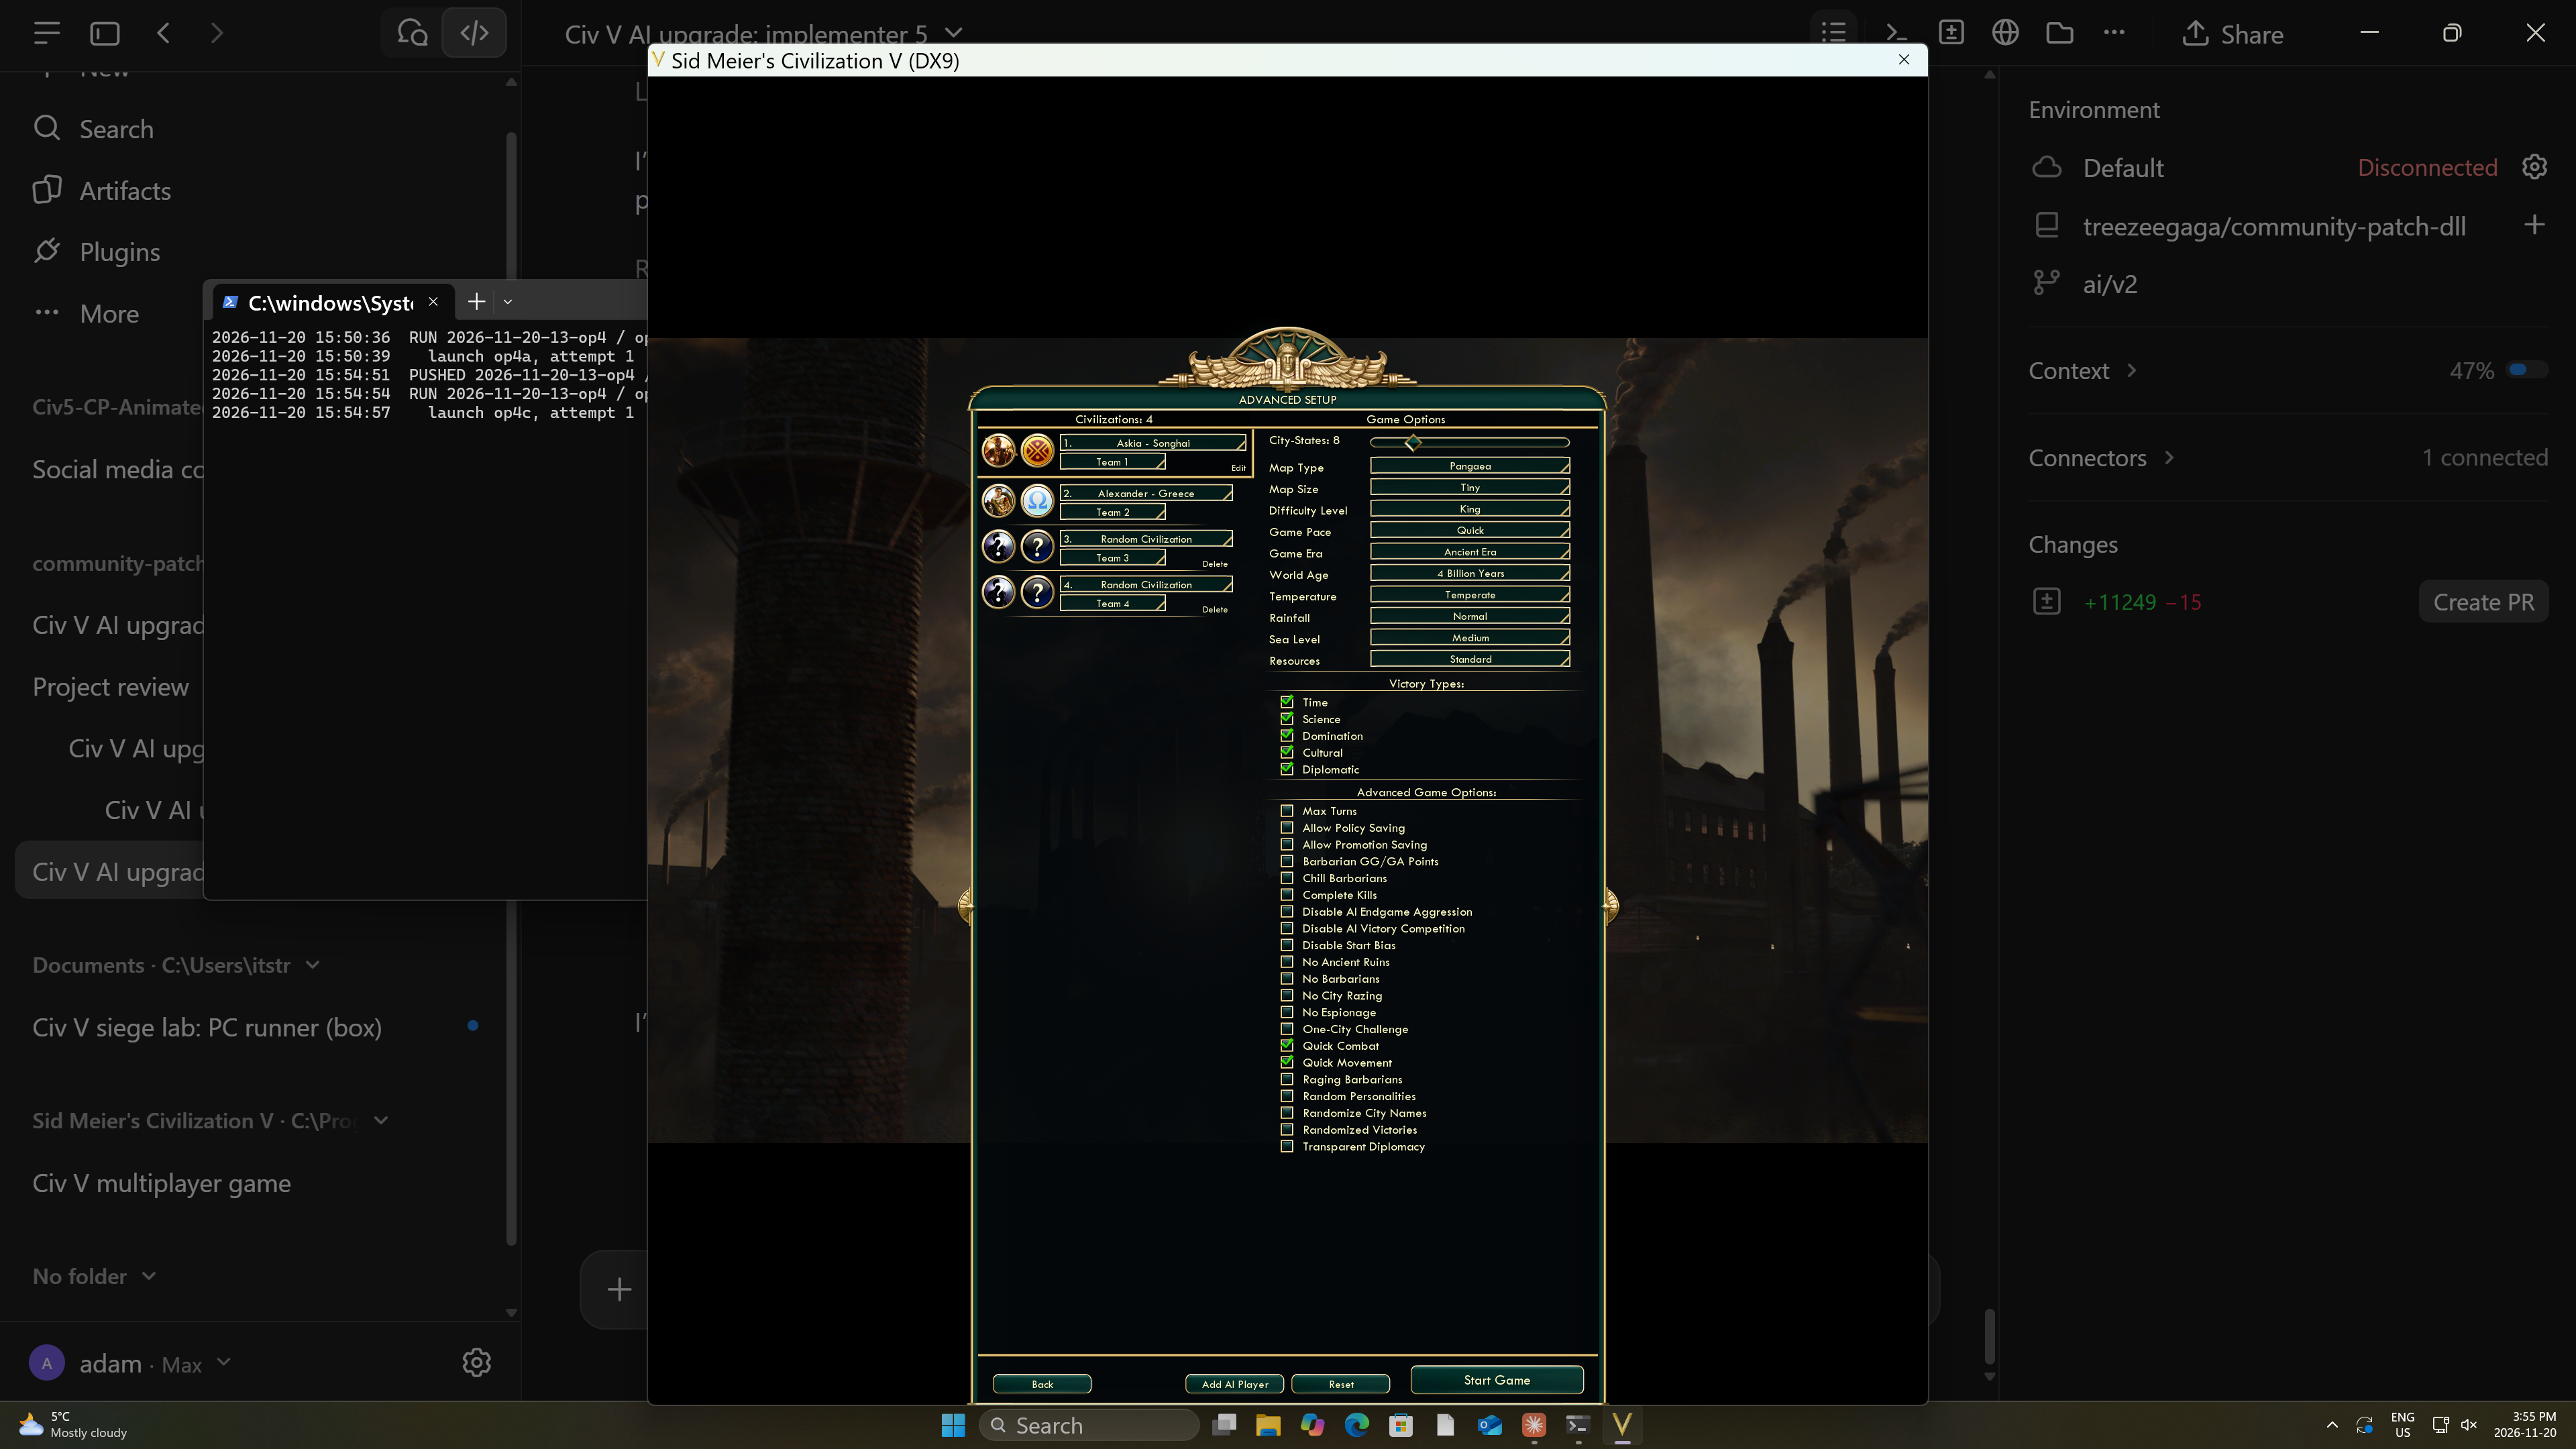 Civ V AI upgrade: implementer 5
Share
New
Search
Artifacts
Plugins
More
Civ5-CP-Animate
Social media co
community-patch
Civ V AI upgrad
Project review
Civ V AI upg
Civ V AI u
Civ V AI upgrad
Documents · C:\Users\itstr
Civ V siege lab: PC runner (box)
Sid Meier's Civilization V · C:\Pro
Civ V multiplayer game
No folder
A
adam · Max
C:\windows\Syst
2026-11-20 15:50:36 RUN 2026-11-20-13-op4 / op
2026-11-20 15:50:39 launch op4a, attempt 1
2026-11-20 15:54:51 PUSHED 2026-11-20-13-op4 /
2026-11-20 15:54:54 RUN 2026-11-20-13-op4 / op
2026-11-20 15:54:57 launch op4c, attempt 1
Sid Meier's Civilization V (DX9)
ADVANCED SETUP
Civilizations: 4
1. Askia - Songhai
Team 1
Edit
2. Alexander - Greece
Team 2
3. Random Civilization
Team 3
Delete
4. Random Civilization
Team 4
Delete
Game Options
City-States: 8
Map Type Pangaea
Map Size Tiny
Difficulty Level King
Game Pace Quick
Game Era Ancient Era
World Age 4 Billion Years
Temperature Temperate
Rainfall Normal
Sea Level Medium
Resources Standard
Victory Types:
Time
Science
Domination
Cultural
Diplomatic
Advanced Game Options:
Max Turns
Allow Policy Saving
Allow Promotion Saving
Barbarian GG/GA Points
Chill Barbarians
Complete Kills
Disable AI Endgame Aggression
Disable AI Victory Competition
Disable Start Bias
No Ancient Ruins
No Barbarians
No City Razing
No Espionage
One-City Challenge
Quick Combat
Quick Movement
Raging Barbarians
Random Personalities
Randomize City Names
Randomized Victories
Transparent Diplomacy
Back
Add AI Player
Reset
Start Game
Environment
Default Disconnected
treezeegaga/community-patch-dll
ai/v2
Context 47%
Connectors 1 connected
Changes
+11249 −15
Create PR
5°C
Mostly cloudy
Search
ENG
US
3:55 PM
2026-11-20